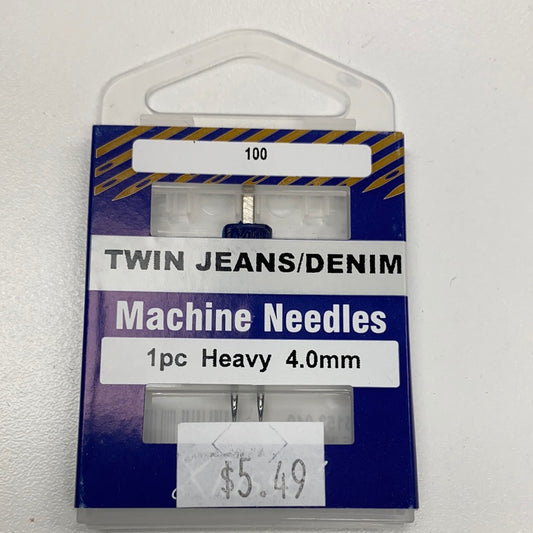 100
TWIN JEANS/DENIM
Machine Needles
1pc Heavy 4.0mm
$5.49